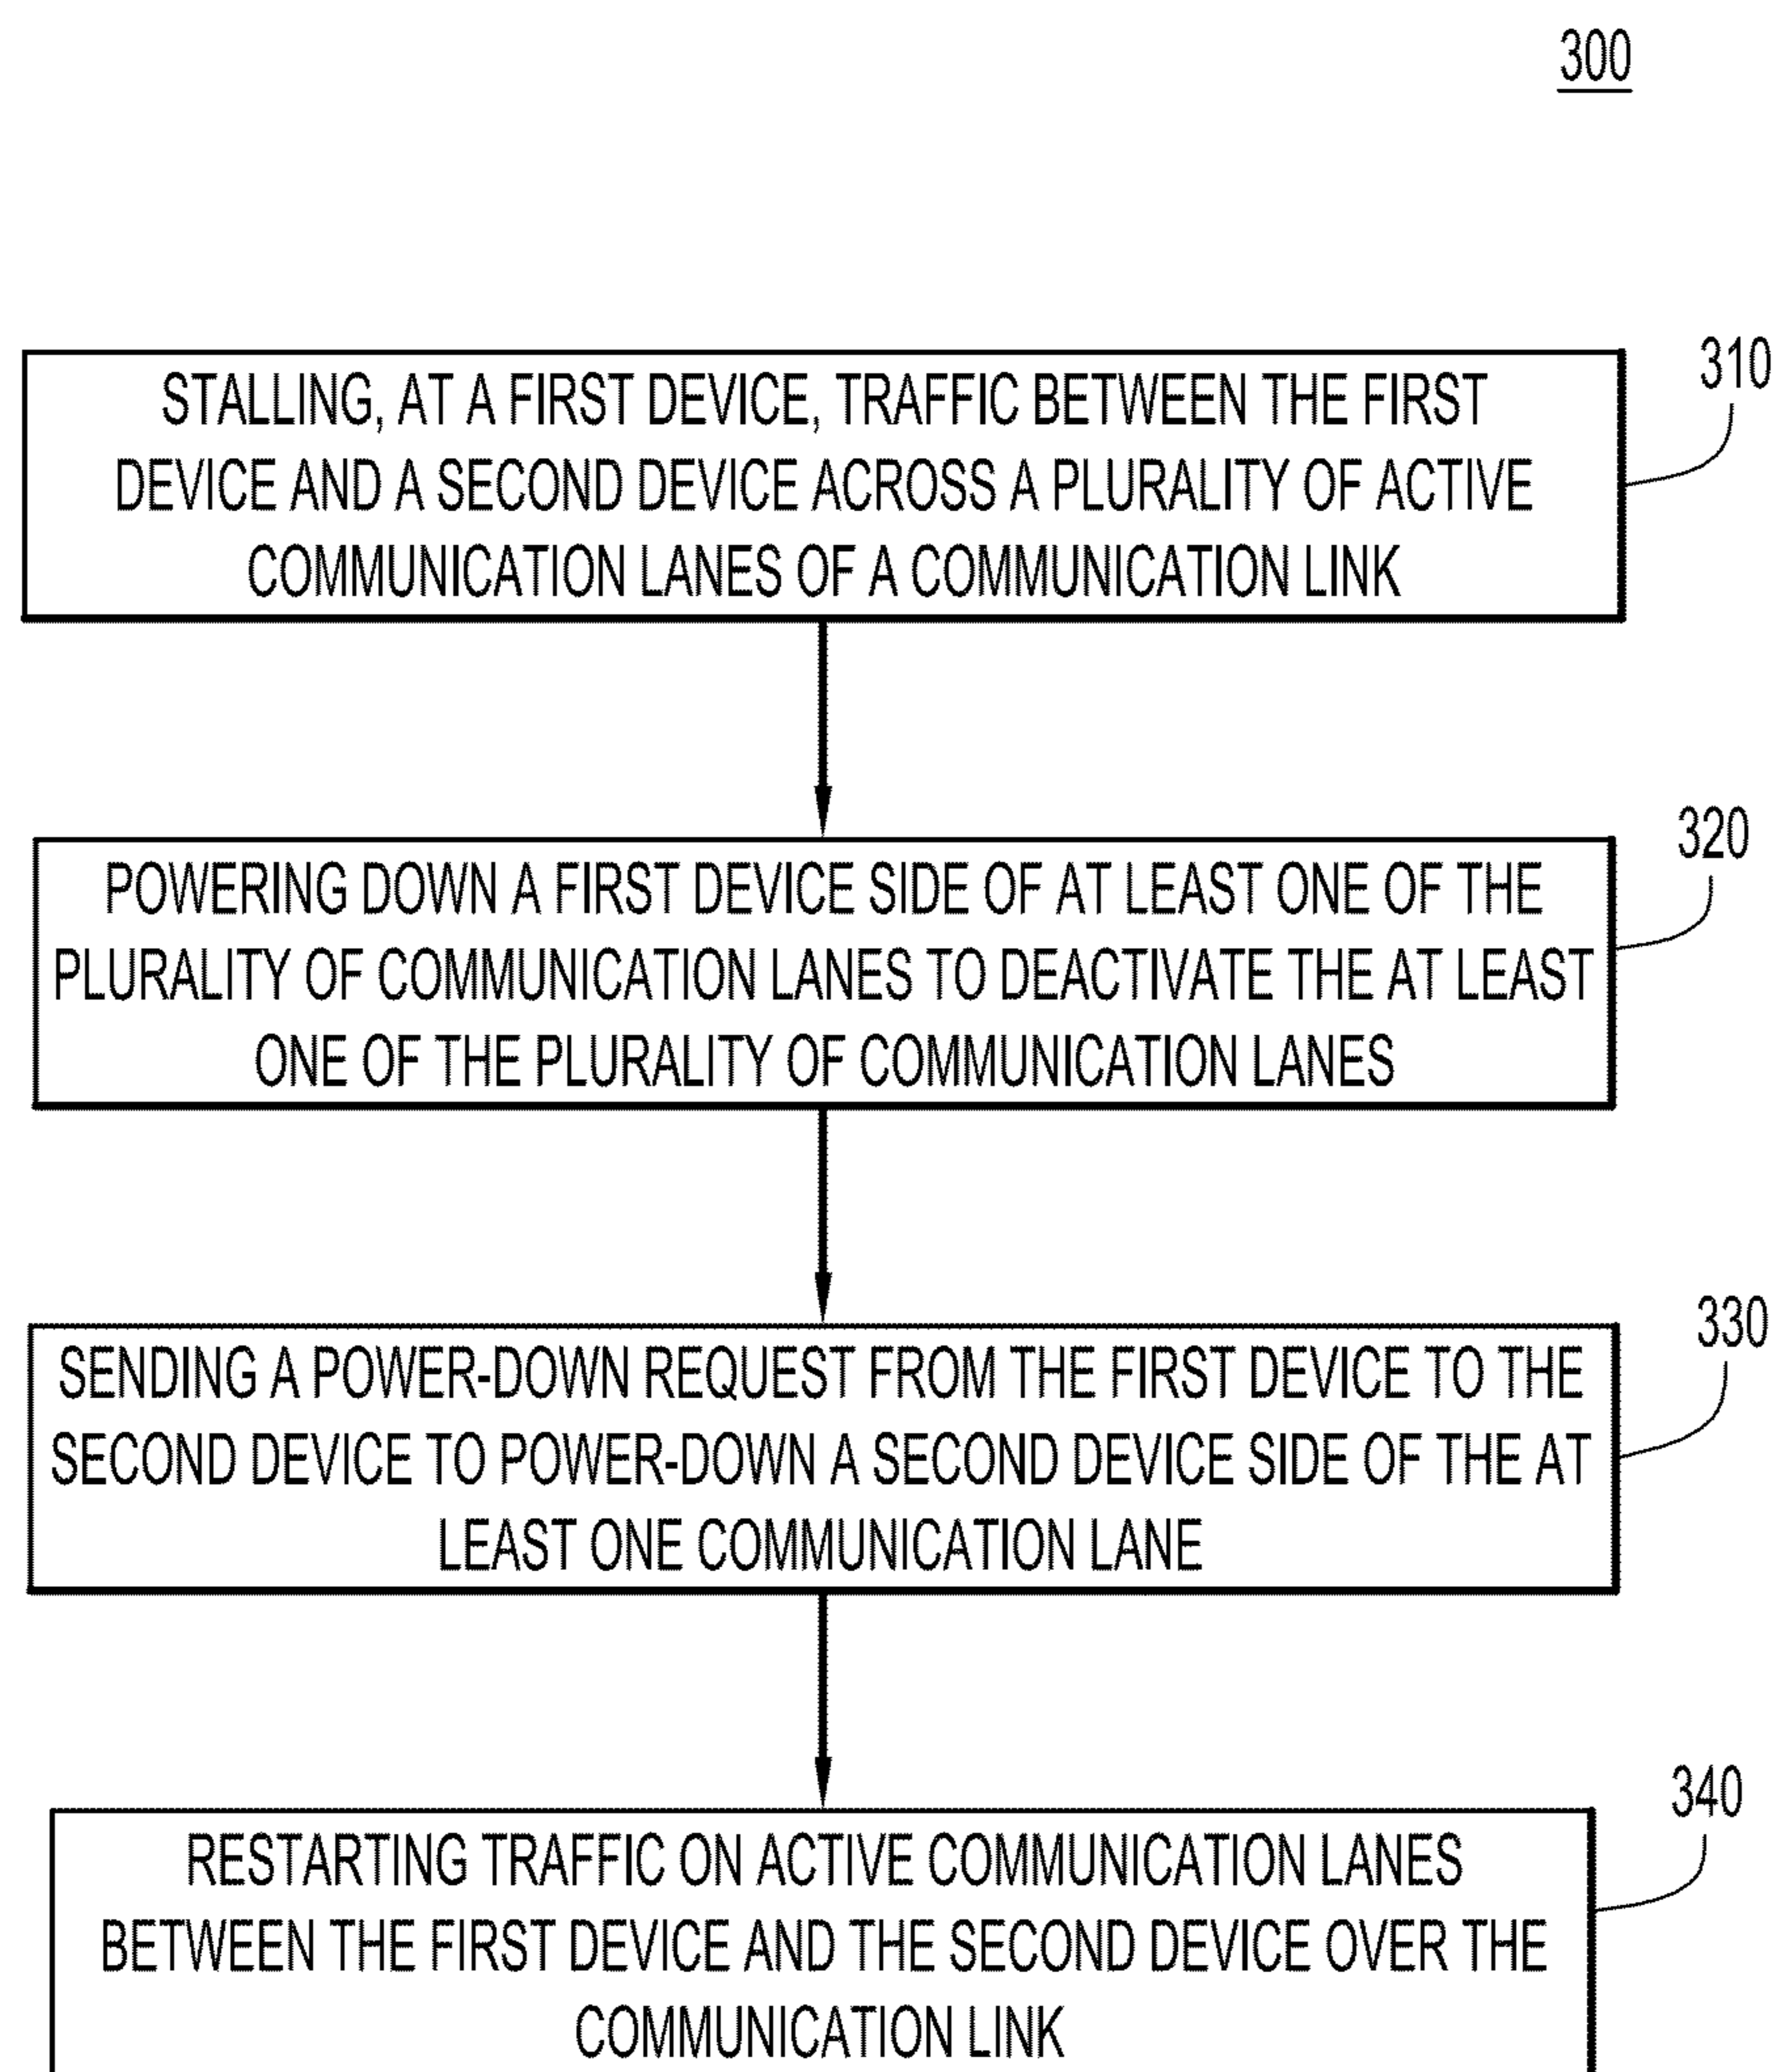 300
310
STALLING, AT A FIRST DEVICE, TRAFFIC BETWEEN THE FIRST
DEVICE AND A SECOND DEVICE ACROSS A PLURALITY OF ACTIVE
COMMUNICATION LANES OF A COMMUNICATION LINK
320
POWERING DOWN A FIRST DEVICE SIDE OF AT LEAST ONE OF THE
PLURALITY OF COMMUNICATION LANES TO DEACTIVATE THE AT LEAST
ONE OF THE PLURALITY OF COMMUNICATION LANES
330
SENDING A POWER-DOWN REQUEST FROM THE FIRST DEVICE TO THE
SECOND DEVICE TO POWER-DOWN A SECOND DEVICE SIDE OF THE AT
LEAST ONE COMMUNICATION LANE
340
RESTARTING TRAFFIC ON ACTIVE COMMUNICATION LANES
BETWEEN THE FIRST DEVICE AND THE SECOND DEVICE OVER THE
COMMUNICATION LINK